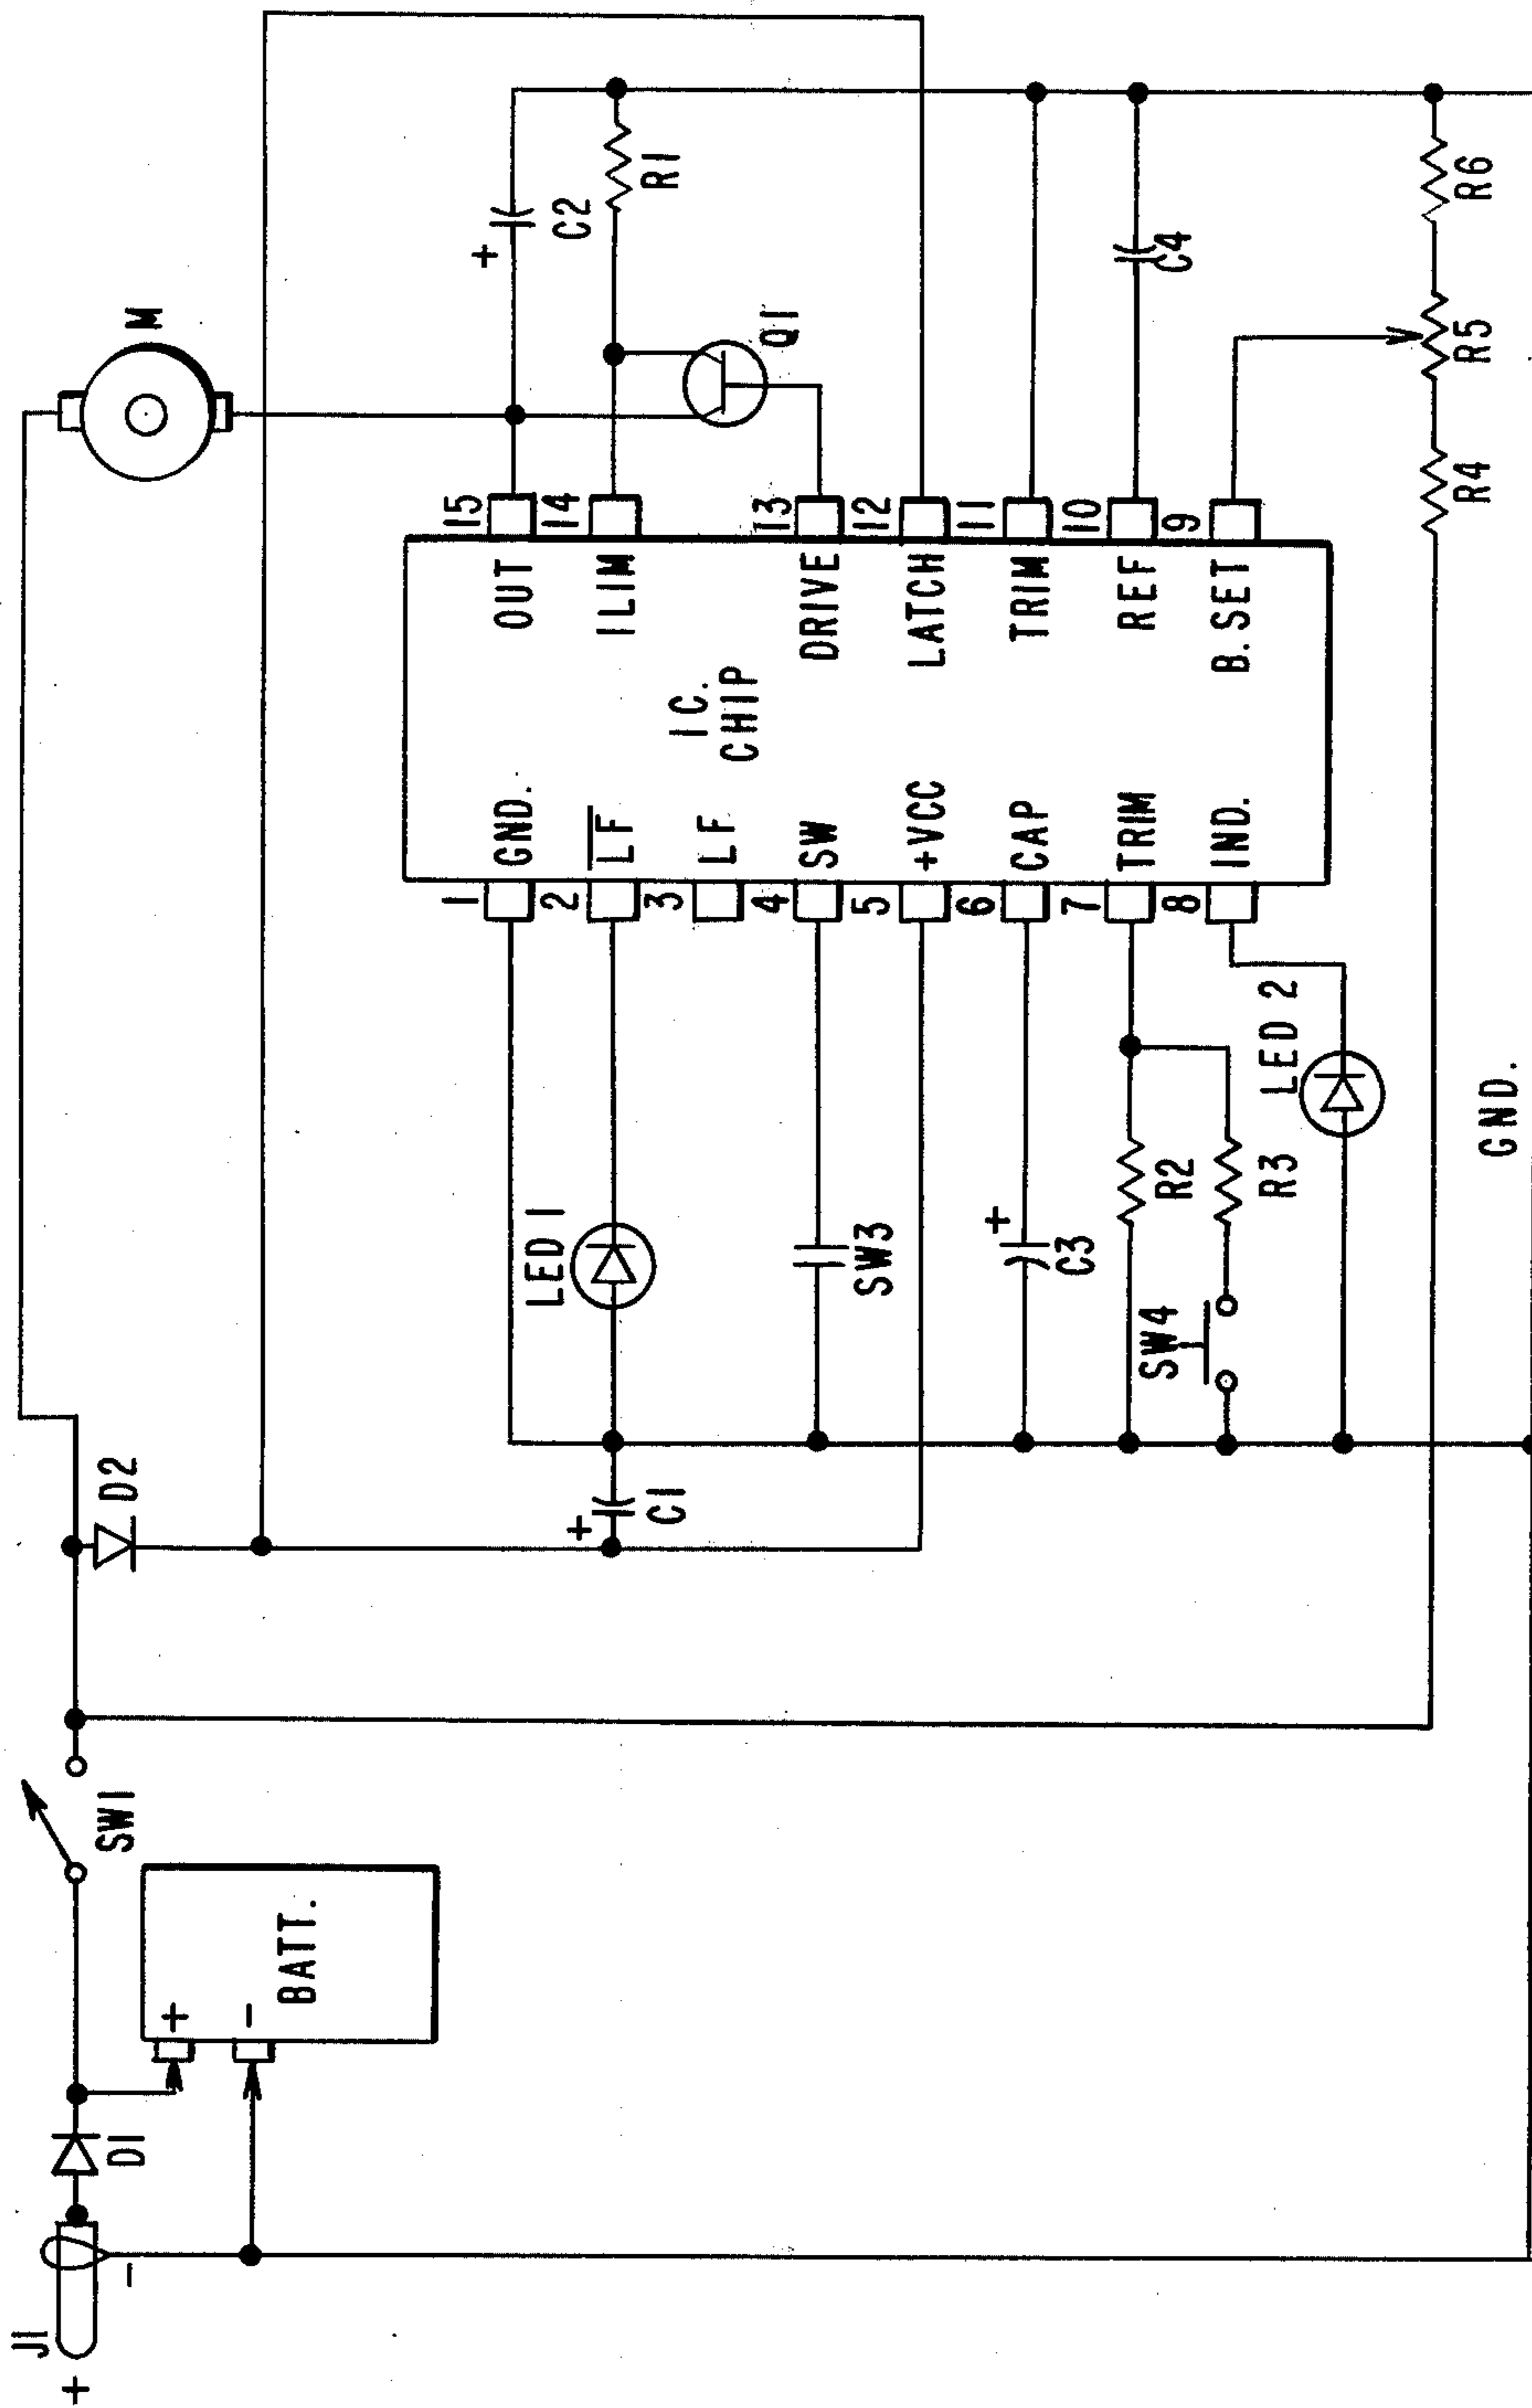 J1
+
-
D1
+
-
BATT.
SW1
D2
M
+
C1
LED 1
SW3
+
C3
SW4
R2
R3
LED 2
GND.
IC.
CHIP
1
GND.
2
LF
3
LF
4
SW
5
+VCC
6
CAP
7
TRIM
8
IND.
15
OUT
14
ILIM
13
DRIVE
12
LATCH
11
TRIM
10
REF
9
B.SET
+
C2
R1
Q1
C4
R4
R5
R6